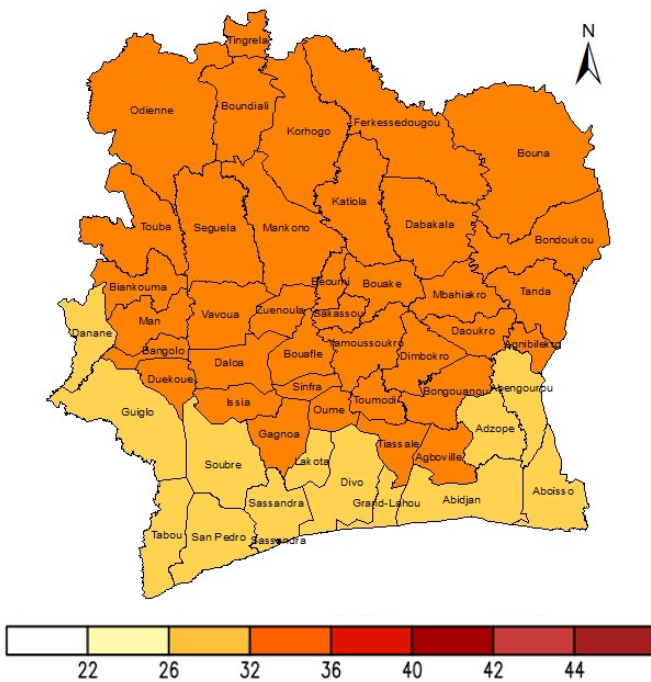 N
Tingrela
Odienne
Boundiali
Korhogo
Ferkessedougou
Bouna
Katiola
Touba
Seguela
Mankono
Dabakala
Bondoukou
Biankouma
Beoumi
Bouake
Mbahiakro
Tanda
Danane
Man
Vavoua
Zuenoula
Sakassou
Daoukro
Bangolo
Daloa
Bouafle
Yamoussoukro
Dimbokro
Agnibilekro
Duekoue
Sinfra
Bongouanou
Abengourou
Guiglo
Issia
Oume
Toumodi
Adzope
Gagnoa
Tiassale
Agboville
Soubre
Lakota
Divo
Aboisso
Sassandra
Grand-Lahou
Abidjan
Tabou
San Pedro
Sassandra
22 26 32 36 40 42 44